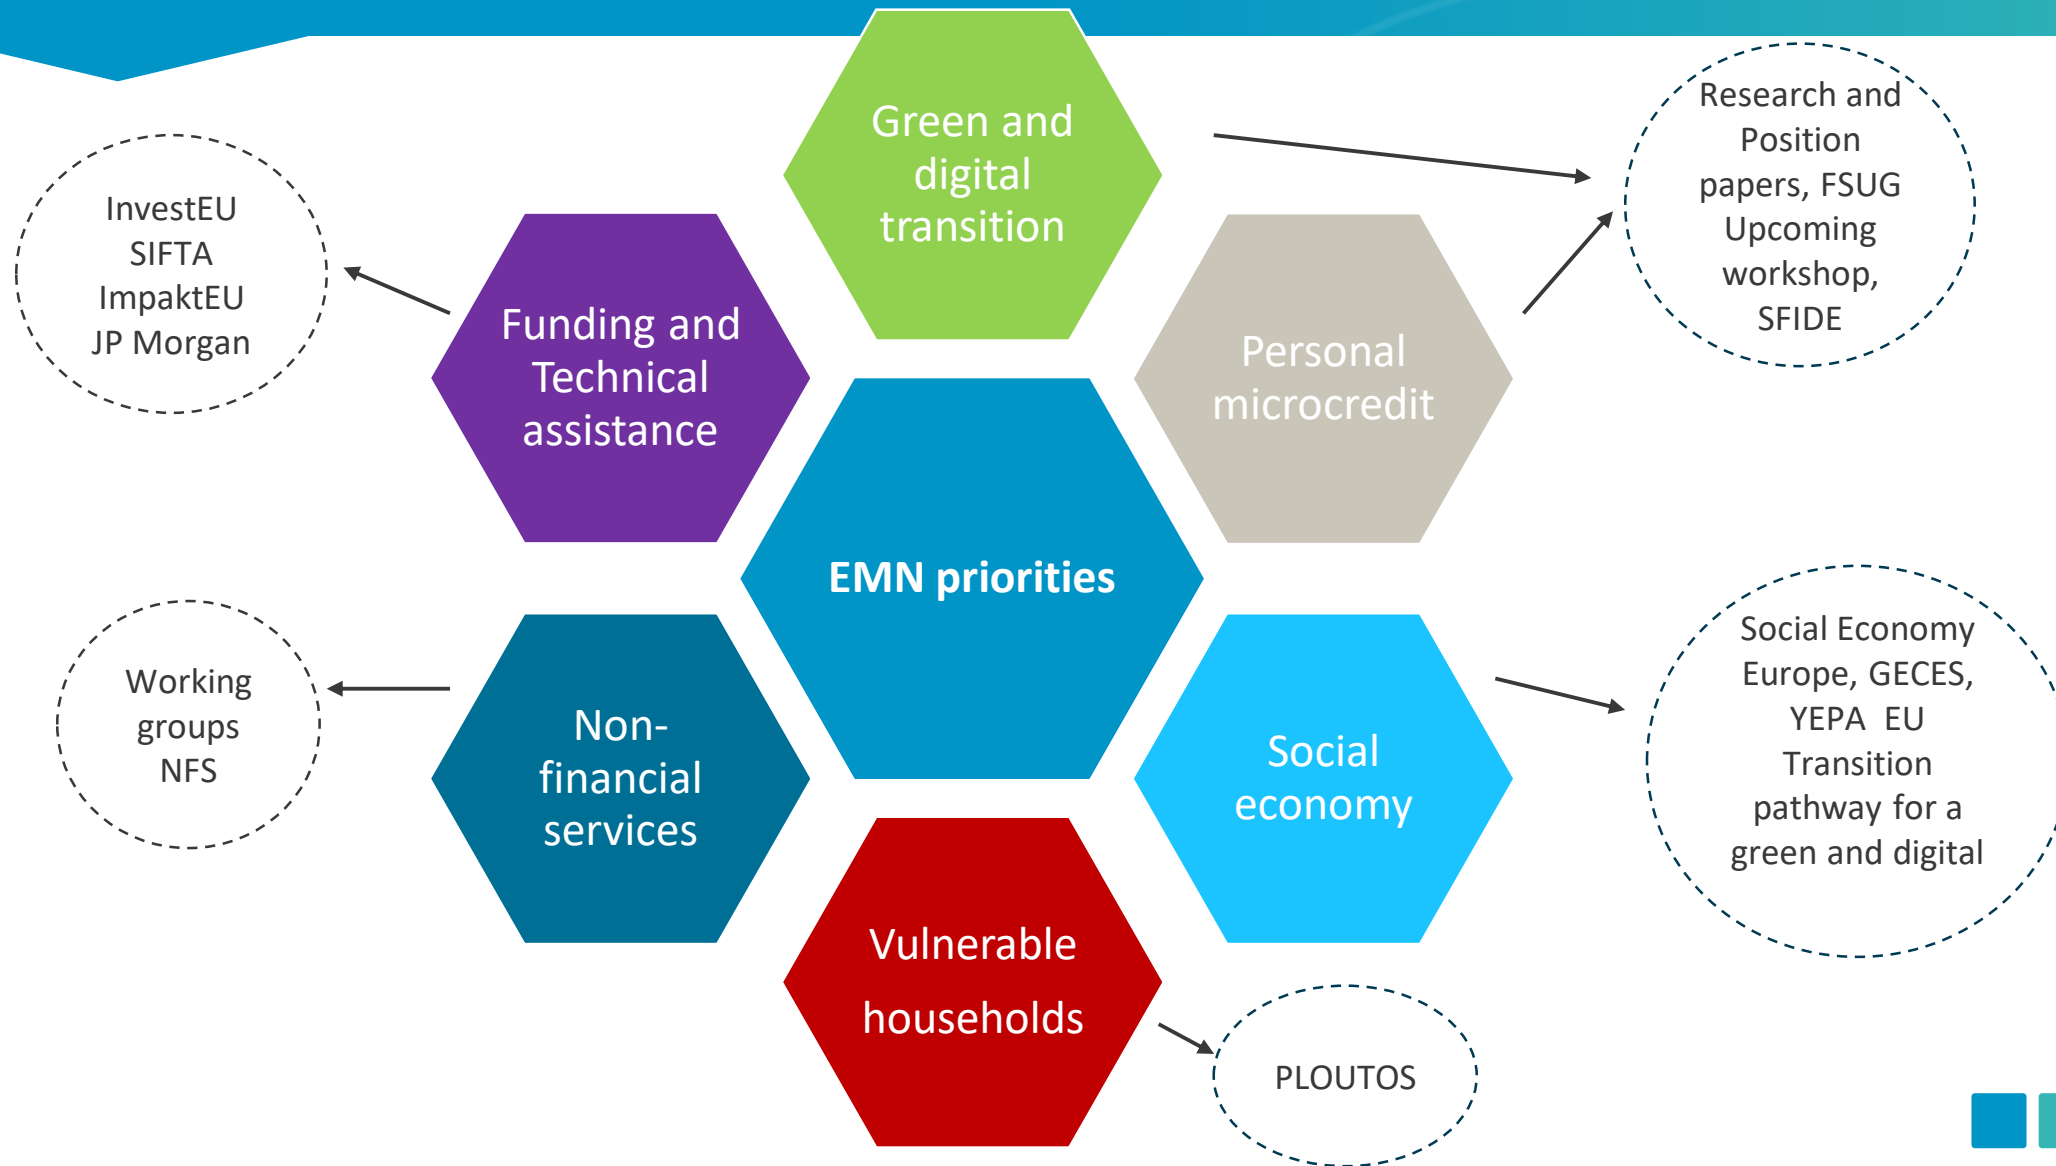 Green and
digital
transition
Research and
Position
papers, FSUG
Upcoming
workshop,
SFIDE
InvestEU
SIFTA
ImpaktEU
JP Morgan
Funding and
Technical
assistance
Personal
microcredit
EMN priorities
Working
groups
NFS
Non-
financial
services
Social
economy
Social Economy
Europe, GECES,
YEPA EU
Transition
pathway for a
green and digital
Vulnerable
households
PLOUTOS